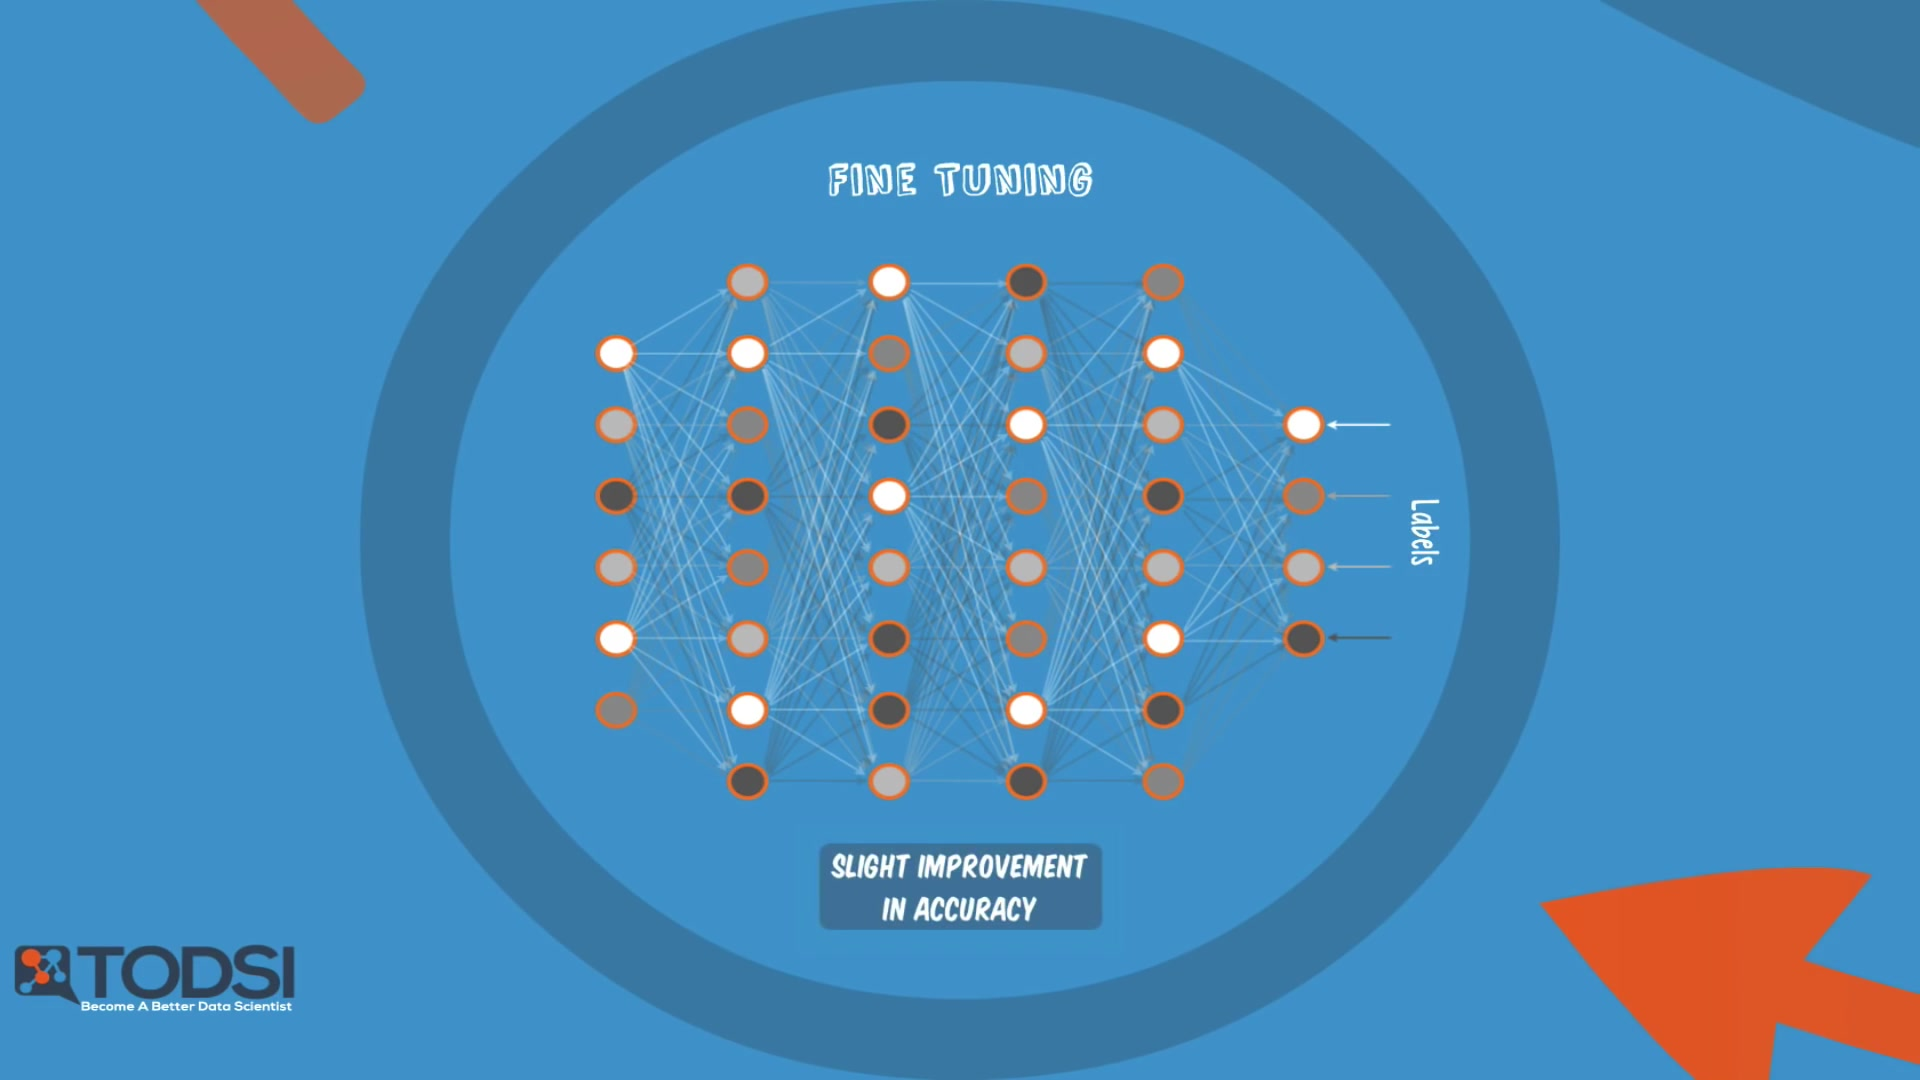 FINE TUNING
Labels
SLIGHT IMPROVEMENT
IN ACCURACY
TODSI
Become A Better Data Scientist